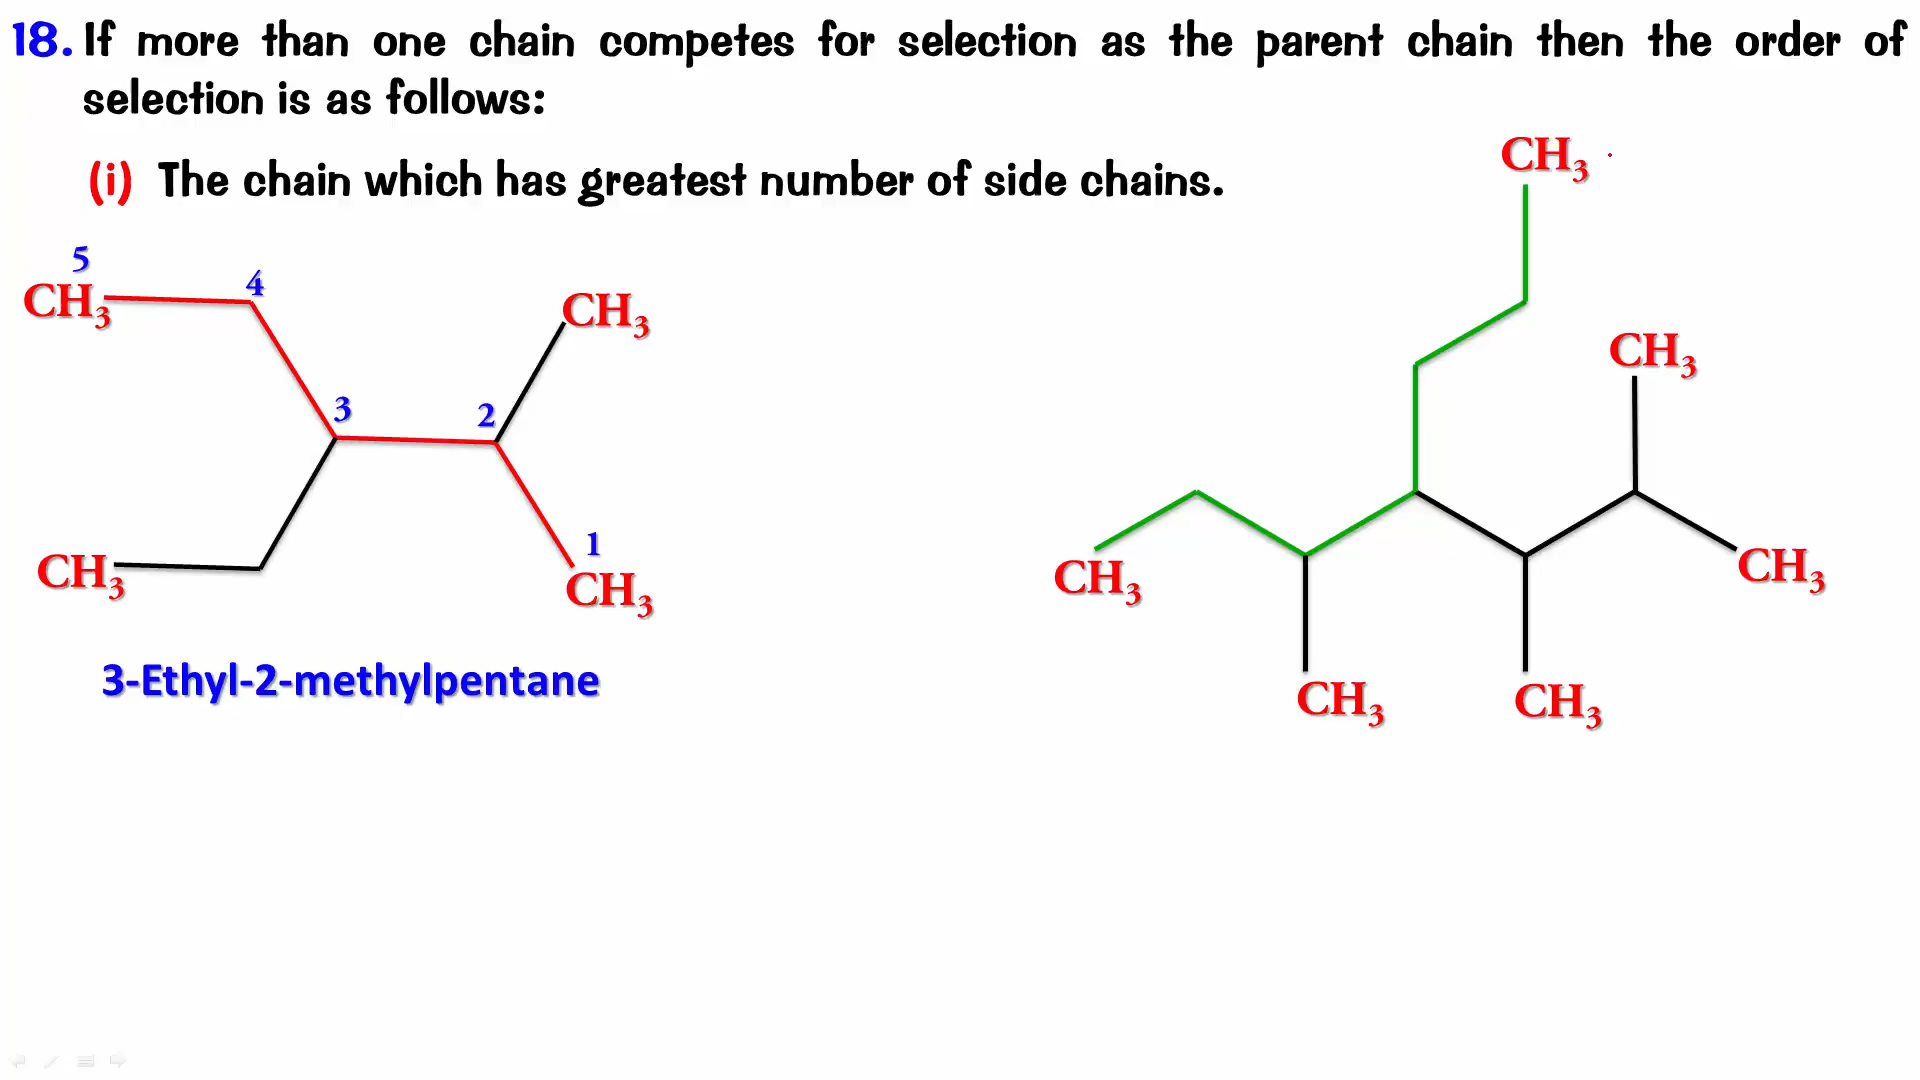 18. If more than one chain competes for selection as the parent chain then the order of
selection is as follows:
(i) The chain which has greatest number of side chains.
CH₃
5
4
CH₃
CH₃
CH₃
3
2
1
CH₃
CH₃
CH₃
CH₃
CH₃
CH₃
3-Ethyl-2-methylpentane